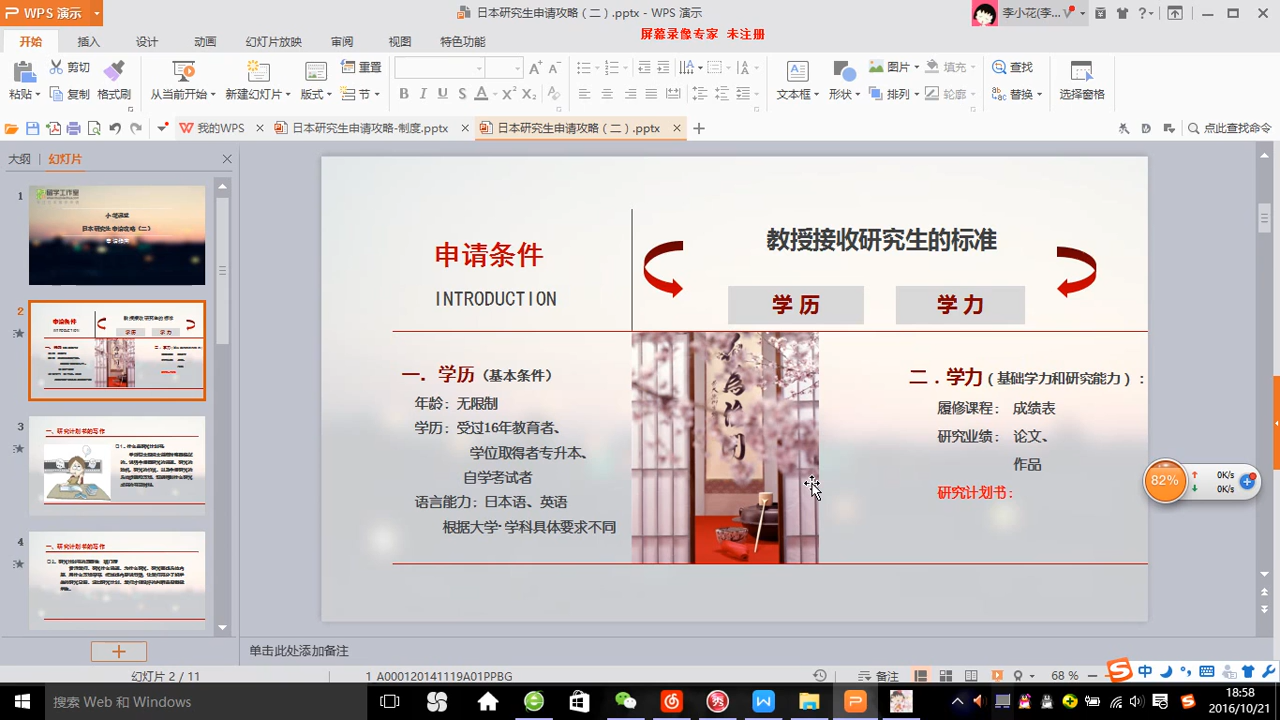 WPS 演示
日本研究生申请攻略（二）.pptx - WPS 演示
李小花(李...
屏幕录像专家 未注册
开始 插入 设计 动画 幻灯片放映 审阅 视图 特色功能
粘贴 剪切 复制 格式刷 从当前开始 新建幻灯片 版式 重置 节
文本框 形状 图片 排列 填充 轮廓 查找 替换 选择窗格
我的WPS 日本研究生申请攻略-制度.pptx 日本研究生申请攻略（二）.pptx 点此查找命令
大纲 幻灯片
1
2
3
4
申请条件
INTRODUCTION
教授接收研究生的标准
学 历 学 力
一．学历（基本条件）
年龄：无限制
学历：受过16年教育者、
学位取得者专升本、
自学考试者
语言能力：日本语、英语
根据大学·学科具体要求不同
二．学力（基础学力和研究能力）：
履修课程： 成绩表
研究业绩： 论文、
作品
研究计划书：
82%
0K/s
0K/s
单击此处添加备注
幻灯片 2 / 11
1_A000120141119A01PPBG
备注
68 %
中
搜索 Web 和 Windows
18:58
2016/10/21